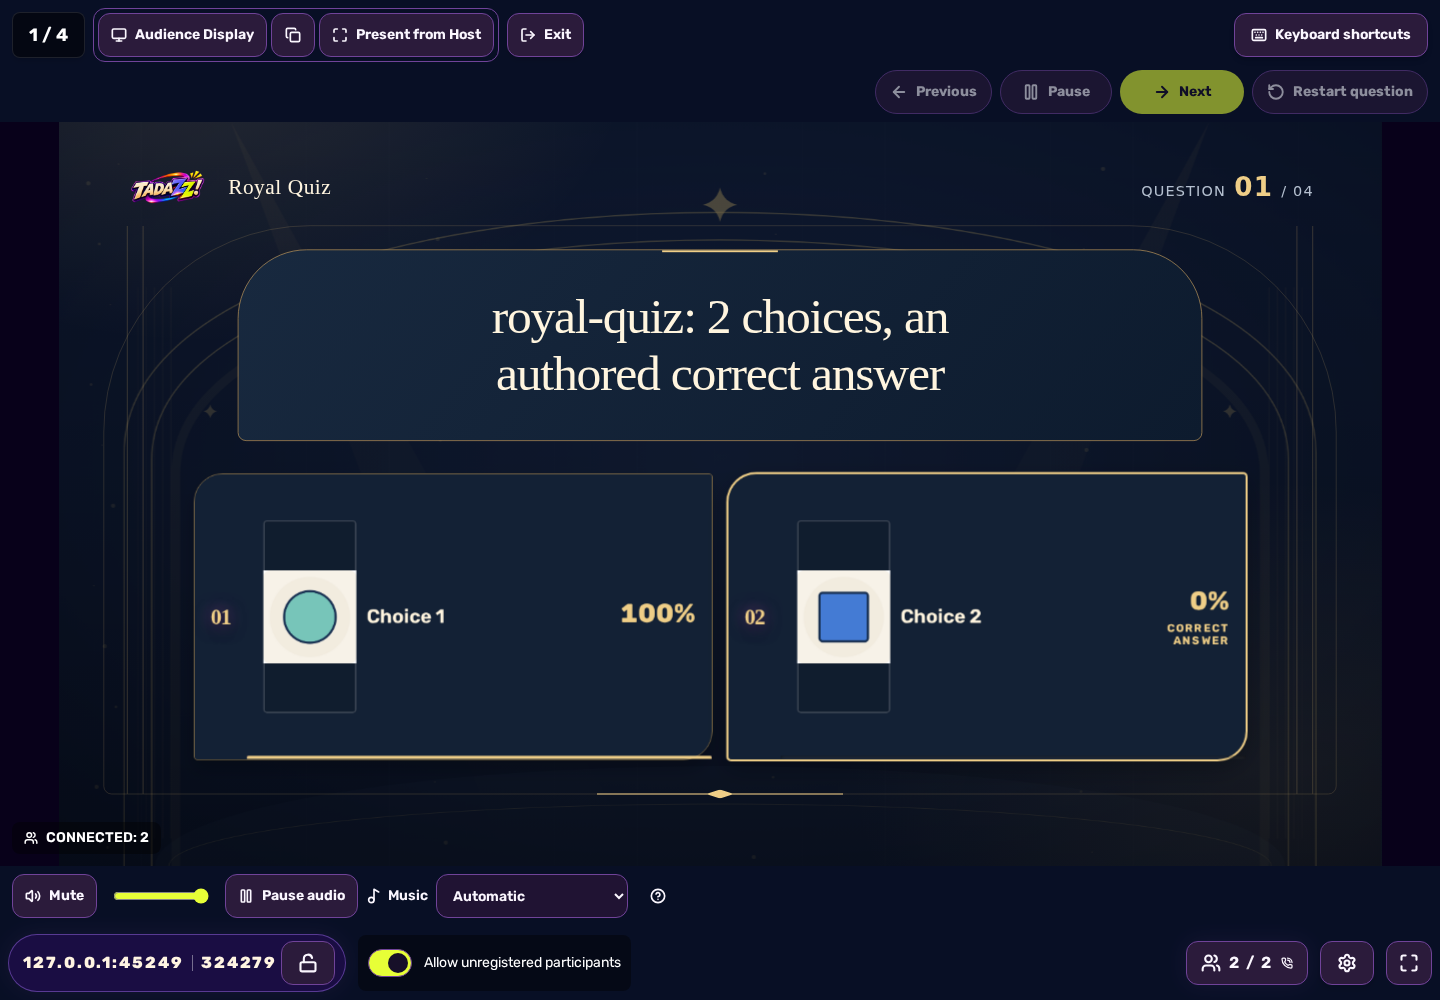 1 / 4
Audience Display
Present from Host
Exit
Keyboard shortcuts
Previous
Pause
Next
Restart question
TADAZZ!
Royal Quiz
QUESTION 01 / 04
royal-quiz: 2 choices, an
authored correct answer
01
Choice 1
100%
02
Choice 2
0%
CORRECT
ANSWER
CONNECTED: 2
Mute
Pause audio
Music
Automatic
127.0.0.1:45249
324279
Allow unregistered participants
2 / 2